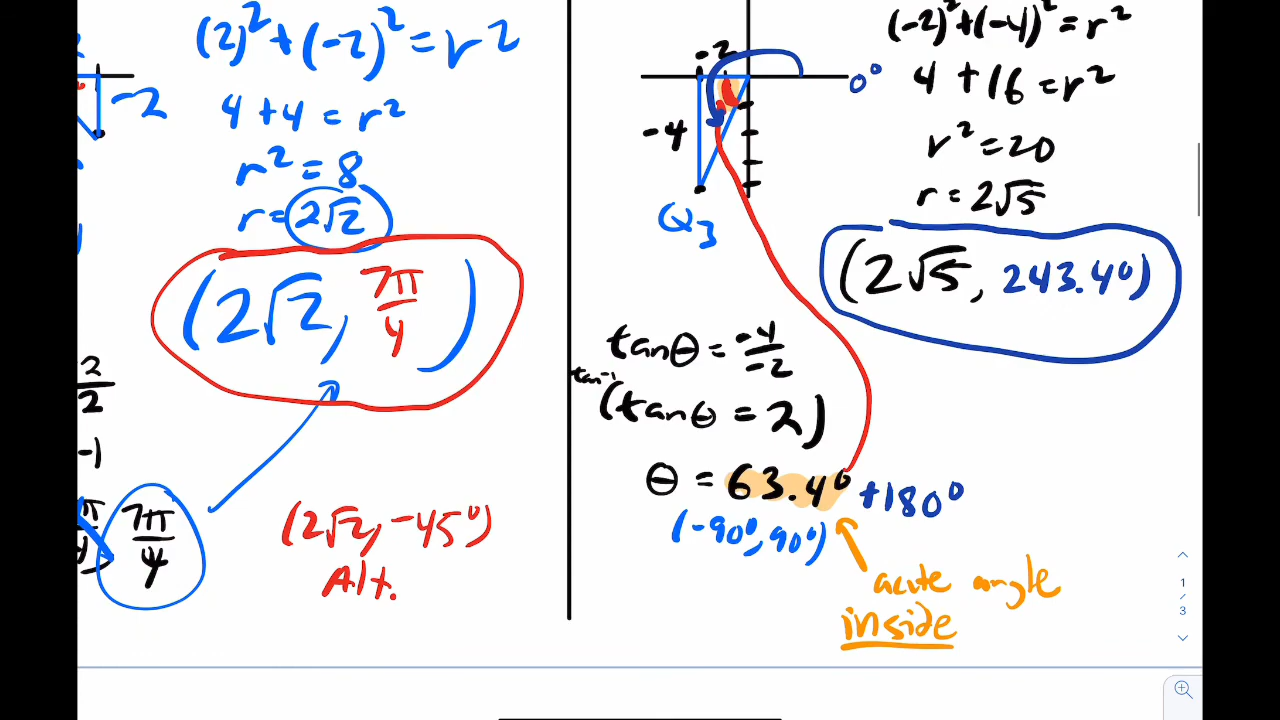 (2)² + (-2)² = r²
-2
4 + 4 = r²
r² = 8
r = 2√2
(2√2, 7π/4)
2/2
-1
7π/4
(2√2, -45°)
Alt.
(-2)² + (-4)² = r²
-2
0°
4 + 16 = r²
-4
r² = 20
r = 2√5
Q3
(2√5, 243.4°)
tanθ = -4/-2
tan⁻¹
(tanθ = 2)
θ = 63.4° +180°
(-90°, 90°)
acute angle
inside
1
/
3